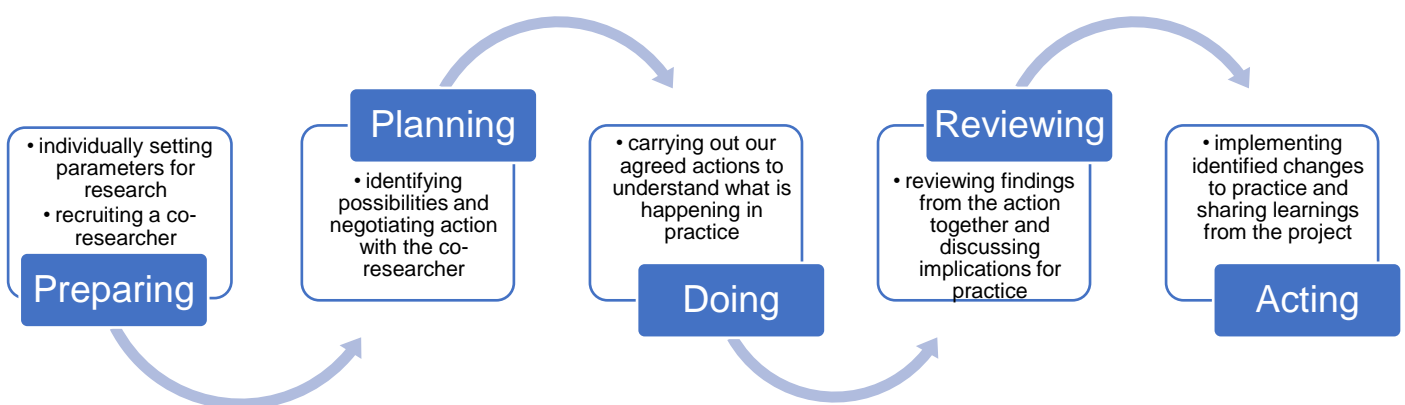 • individually setting
parameters for
research
• recruiting a co-
researcher
Preparing
Planning
• identifying
possibilities and
negotiating action
with the co-
researcher
• carrying out our
agreed actions to
understand what is
happening in
practice
Doing
Reviewing
• reviewing findings
from the action
together and
discussing
implications for
practice
• implementing
identified changes
to practice and
sharing learnings
from the project
Acting